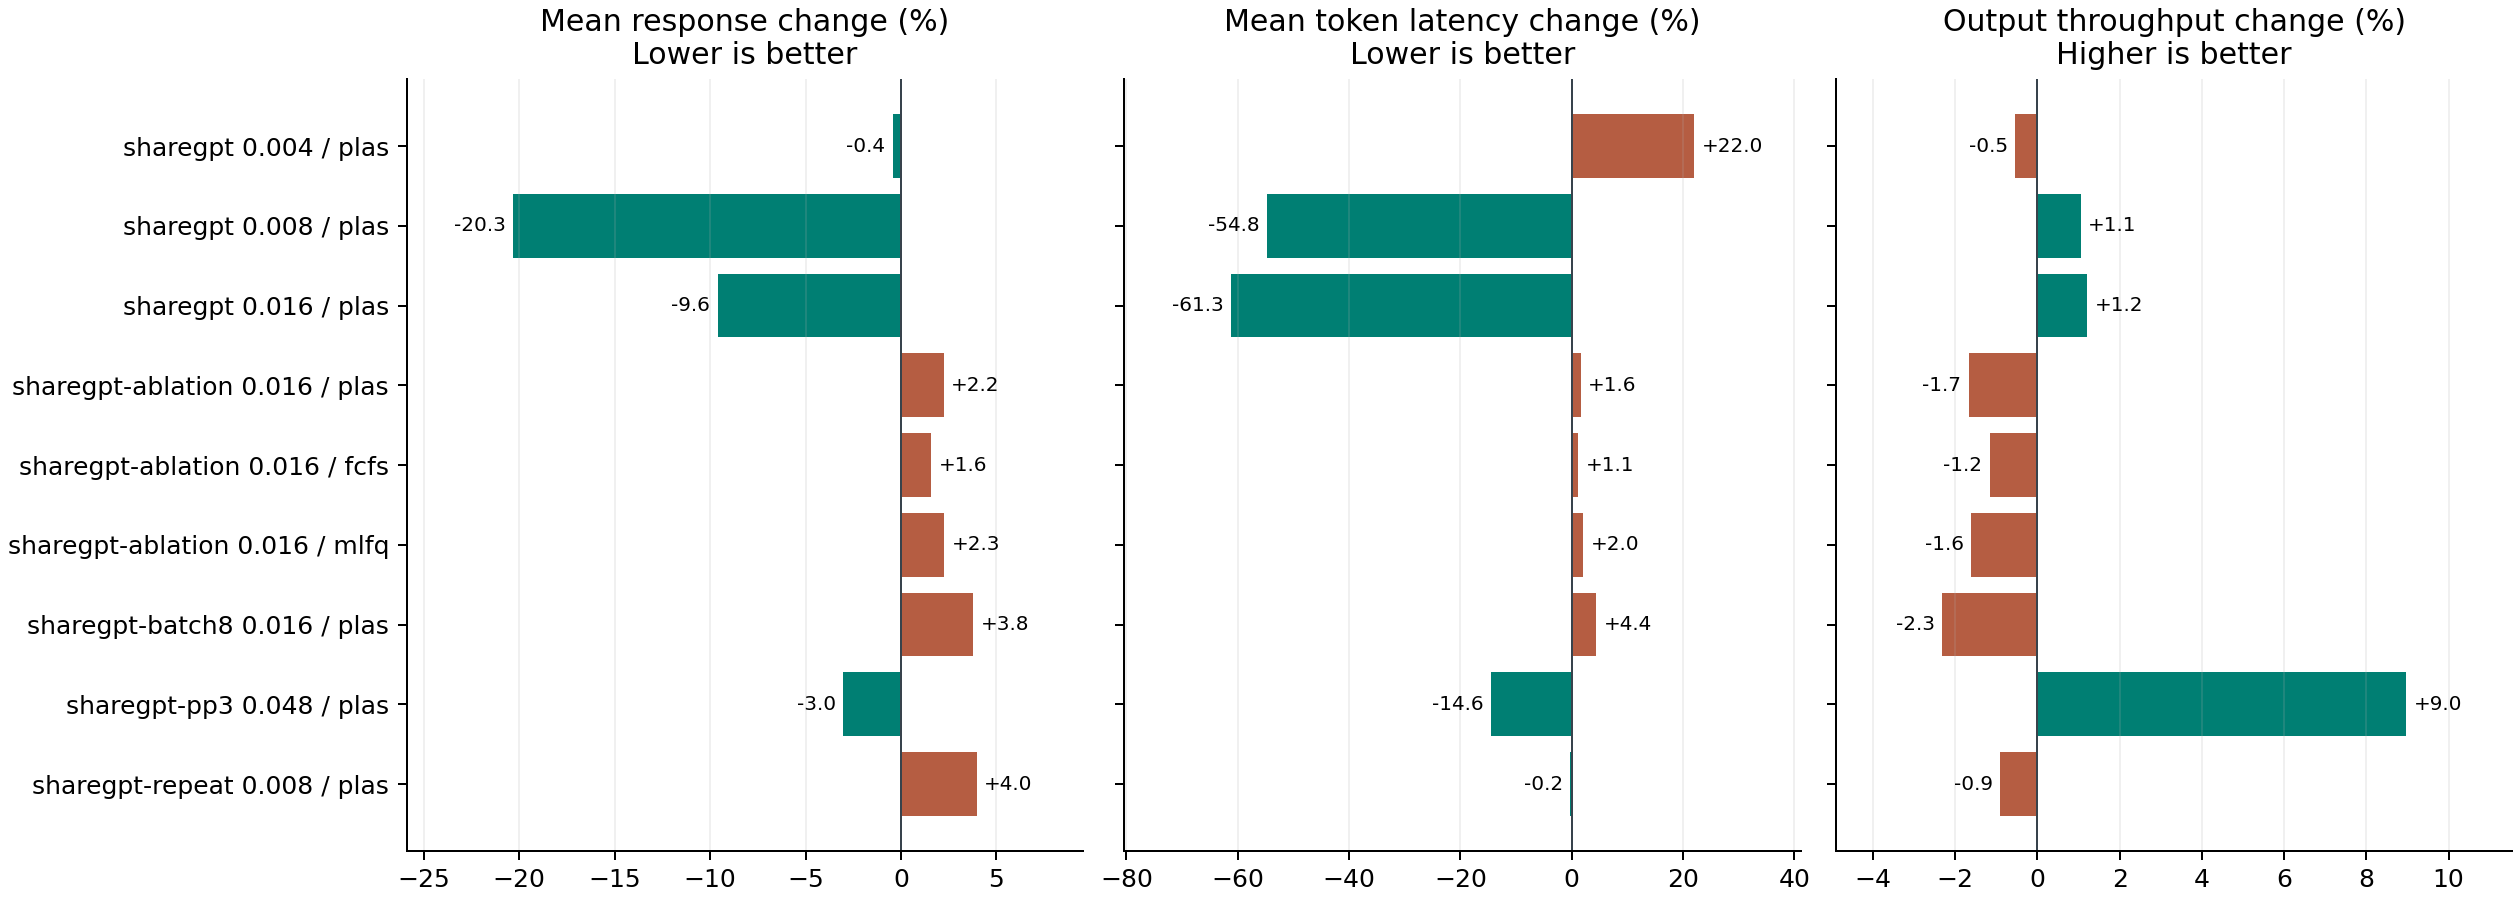 Mean response change (%)
Lower is better
Mean token latency change (%)
Lower is better
Output throughput change (%)
Higher is better
sharegpt 0.004 / plas
-0.4
+22.0
-0.5
sharegpt 0.008 / plas
-20.3
-54.8
+1.1
sharegpt 0.016 / plas
-9.6
-61.3
+1.2
sharegpt-ablation 0.016 / plas
+2.2
+1.6
-1.7
sharegpt-ablation 0.016 / fcfs
+1.6
+1.1
-1.2
sharegpt-ablation 0.016 / mlfq
+2.3
+2.0
-1.6
sharegpt-batch8 0.016 / plas
+3.8
+4.4
-2.3
sharegpt-pp3 0.048 / plas
-3.0
-14.6
+9.0
sharegpt-repeat 0.008 / plas
+4.0
-0.2
-0.9
−25 −20 −15 −10 −5 0 5
−80 −60 −40 −20 0 20 40
−4 −2 0 2 4 6 8 10